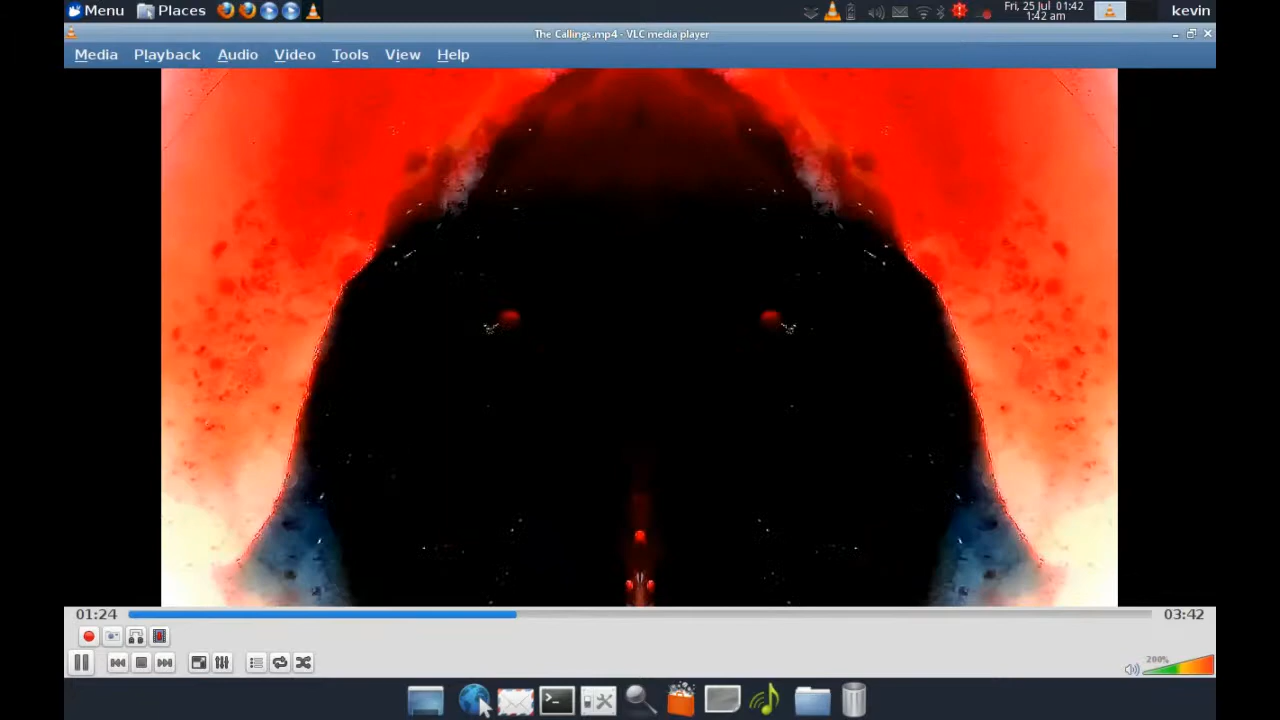 Menu Places Fri, 25 Jul 01:42 kevin
1:42 am
The Callings.mp4 - VLC media player
Media Playback Audio Video Tools View Help
01:24 03:42
200%